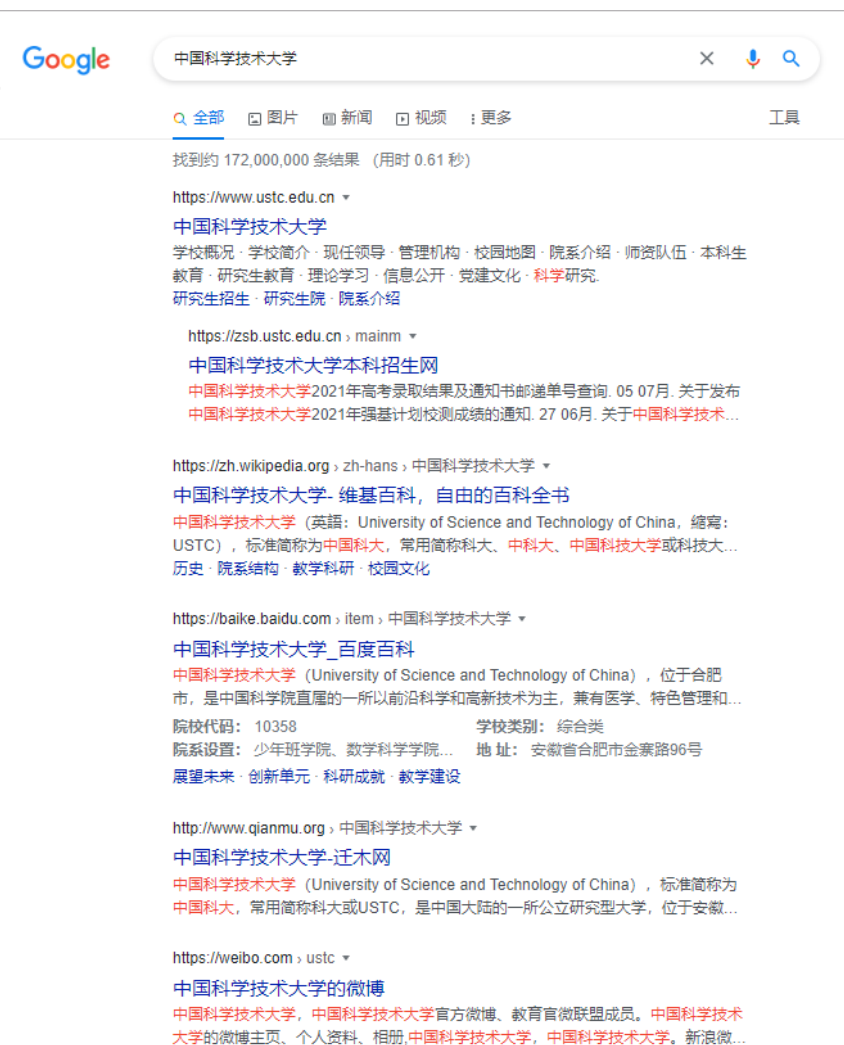 Google
中国科学技术大学
全部 图片 新闻 视频 更多 工具
找到约 172,000,000 条结果 （用时 0.61 秒）
https://www.ustc.edu.cn
中国科学技术大学
学校概况 · 学校简介 · 现任领导 · 管理机构 · 校园地图 · 院系介绍 · 师资队伍 · 本科生
教育 · 研究生教育 · 理论学习 · 信息公开 · 党建文化 · 科学研究.
研究生招生 · 研究生院 · 院系介绍
https://zsb.ustc.edu.cn › mainm
中国科学技术大学本科招生网
中国科学技术大学2021年高考录取结果及通知书邮递单号查询. 05 07月. 关于发布
中国科学技术大学2021年强基计划校测成绩的通知. 27 06月. 关于中国科学技术...
https://zh.wikipedia.org › zh-hans › 中国科学技术大学
中国科学技术大学- 维基百科，自由的百科全书
中国科学技术大学（英語：University of Science and Technology of China，缩寫：
USTC），标准简称为中国科大，常用简称科大、中科大、中国科技大学或科技大...
历史 · 院系结构 · 教学科研 · 校园文化
https://baike.baidu.com › item › 中国科学技术大学
中国科学技术大学_百度百科
中国科学技术大学（University of Science and Technology of China），位于合肥
市，是中国科学院直属的一所以前沿科学和高新技术为主，兼有医学、特色管理和...
院校代码： 10358 学校类别： 综合类
院系设置： 少年班学院、数学科学学院... 地 址： 安徽省合肥市金寨路96号
展望未来 · 创新单元 · 科研成就 · 教学建设
http://www.qianmu.org › 中国科学技术大学
中国科学技术大学-迁木网
中国科学技术大学（University of Science and Technology of China），标准简称为
中国科大，常用简称科大或USTC，是中国大陆的一所公立研究型大学，位于安徽...
https://weibo.com › ustc
中国科学技术大学的微博
中国科学技术大学，中国科学技术大学官方微博、教育官微联盟成员。中国科学技术
大学的微博主页、个人资料、相册,中国科学技术大学，中国科学技术大学。新浪微...